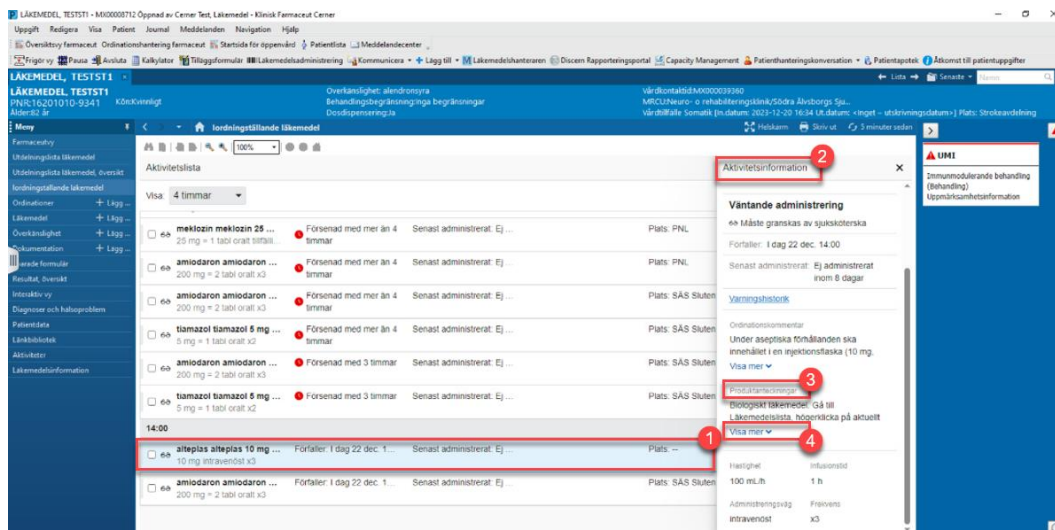 LÄKEMEDEL, TESTST1 - MX00008712 Öppnad av Cerner Test, Läkemedel - Klinisk Farmaceut Cerner
Uppgift Redigera Visa Patient Journal Meddelanden Navigation Hjälp
Översiktsvy farmaceut Ordinationshantering farmaceut Startsida för öppenvård Patientlista Meddelandecenter
Frigör vy Pausa Avsluta Kalkylator Tilläggsformulär Läkemedelsadministrering Kommunicera + Lägg till Läkemedelshanteraren Discern Rapporteringsportal Capacity Management Patienthanteringskonversation Patientapotek Åtkomst till patientuppgifter
LÄKEMEDEL, TESTST1 × Lista Senaste Namn
LÄKEMEDEL, TESTST1 Överkänslighet: alendronsyra Vårdkontaktid:MX000039360
PNR:16201010-9341 Kön:Kvinnligt Behandlingsbegränsning:Inga begränsningar MRCU:Neuro- o rehabiliteringsklinik/Södra Älvsborgs Sju...
Ålder:82 år Dosdispensering:Ja Vårdtillfälle Somatik [In.datum: 2023-12-20 16:34 Ut.datum: <Inget – utskrivningsdatum>] Plats: Strokeavdelning
Meny Iordningställande läkemedel Helskärm Skriv ut 5 minuter sedan
Farmaceutvy
Utdelningslista läkemedel
Utdelningslista läkemedel, översikt
Iordningställande läkemedel
Ordinationer + Lägg ...
Läkemedel + Lägg ...
Överkänslighet + Lägg ...
Dokumentation + Lägg ...
formulär
Resultat, översikt
Interaktiv vy
Diagnoser och hälsoproblem
Patientdata
Länkbibliotek
Aktiviteter
Läkemedelsinformation
100%
Aktivitetslista
Visa: 4 timmar
meklozin meklozin 25 ... Försenad med mer än 4 timmar Senast administrerat: Ej ... Plats: PNL
25 mg = 1 tabl oralt tillfälli...
amiodaron amiodaron ... Försenad med mer än 4 timmar Senast administrerat: Ej ... Plats: PNL
200 mg = 2 tabl oralt x3
amiodaron amiodaron ... Försenad med mer än 4 timmar Senast administrerat: Ej ... Plats: SÄS Sluten
200 mg = 2 tabl oralt x3
tiamazol tiamazol 5 mg ... Försenad med mer än 4 timmar Senast administrerat: Ej ... Plats: SÄS Sluten
5 mg = 1 tabl oralt x2
amiodaron amiodaron ... Försenad med 3 timmar Senast administrerat: Ej ... Plats: SÄS Sluten
200 mg = 2 tabl oralt x3
tiamazol tiamazol 5 mg ... Försenad med 3 timmar Senast administrerat: Ej ... Plats: SÄS Sluten
5 mg = 1 tabl oralt x2
14:00
1
alteplas alteplas 10 mg ... Förfaller: I dag 22 dec. 1... Senast administrerat: Ej ... Plats: --
10 mg intravenöst x3
amiodaron amiodaron ... Förfaller: I dag 22 dec. 1... Senast administrerat: Ej ... Plats: SÄS Sluten
200 mg = 2 tabl oralt x3
2
Aktivitetsinformation ×
Väntande administrering
Måste granskas av sjuksköterska
Förfaller: I dag 22 dec. 14:00
Senast administrerat: Ej administrerat
inom 8 dagar
Varningshistorik
Ordinationskommentar
Under aseptiska förhållanden ska
innehållet i en injektionsflaska (10 mg,
Visa mer
3
Produktanteckningar
Biologiskt läkemedel. Gå till
Läkemedelslista, högerklicka på aktuellt
Visa mer
4
Hastighet Infusionstid
100 mL/h 1 h
Administreringsväg Frekvens
intravenöst x3
UMI
Immunmodulerande behandling
(Behandling)
Uppmärksamhetsinformation